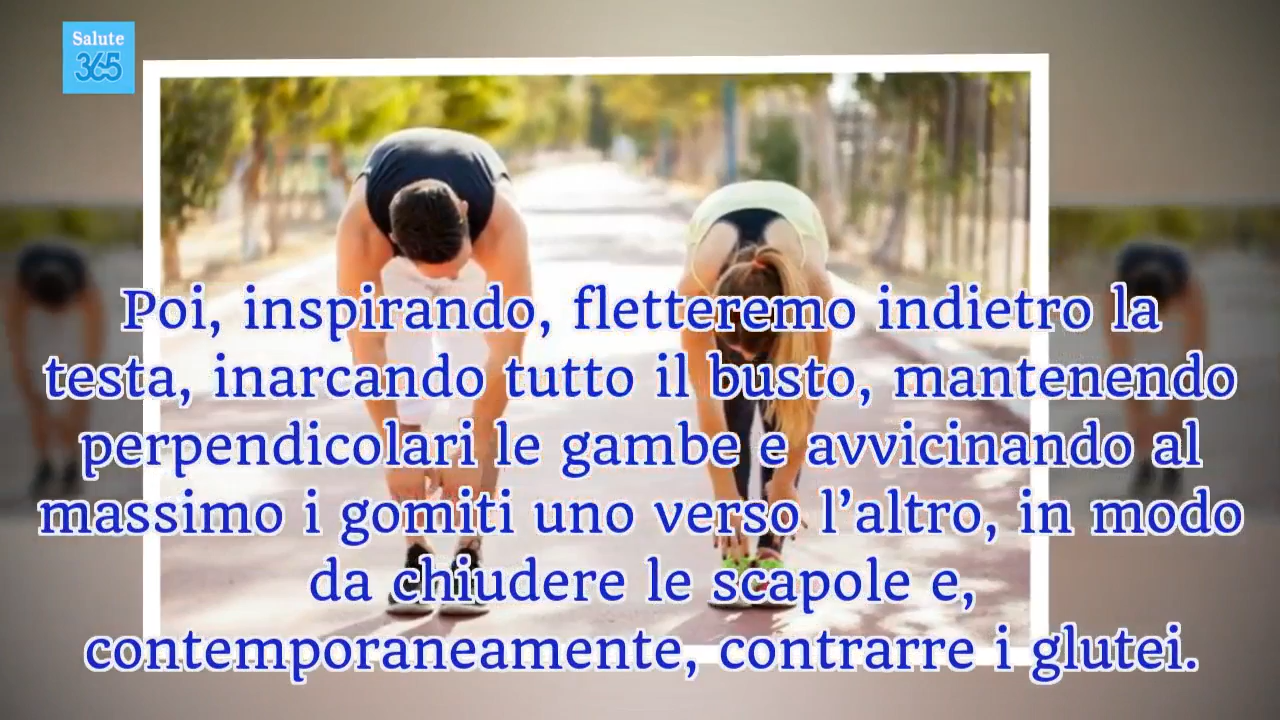 Salute
365
Poi, inspirando, fletteremo indietro la
testa, inarcando tutto il busto, mantenendo
perpendicolari le gambe e avvicinando al
massimo i gomiti uno verso l’altro, in modo
da chiudere le scapole e,
contemporaneamente, contrarre i glutei.